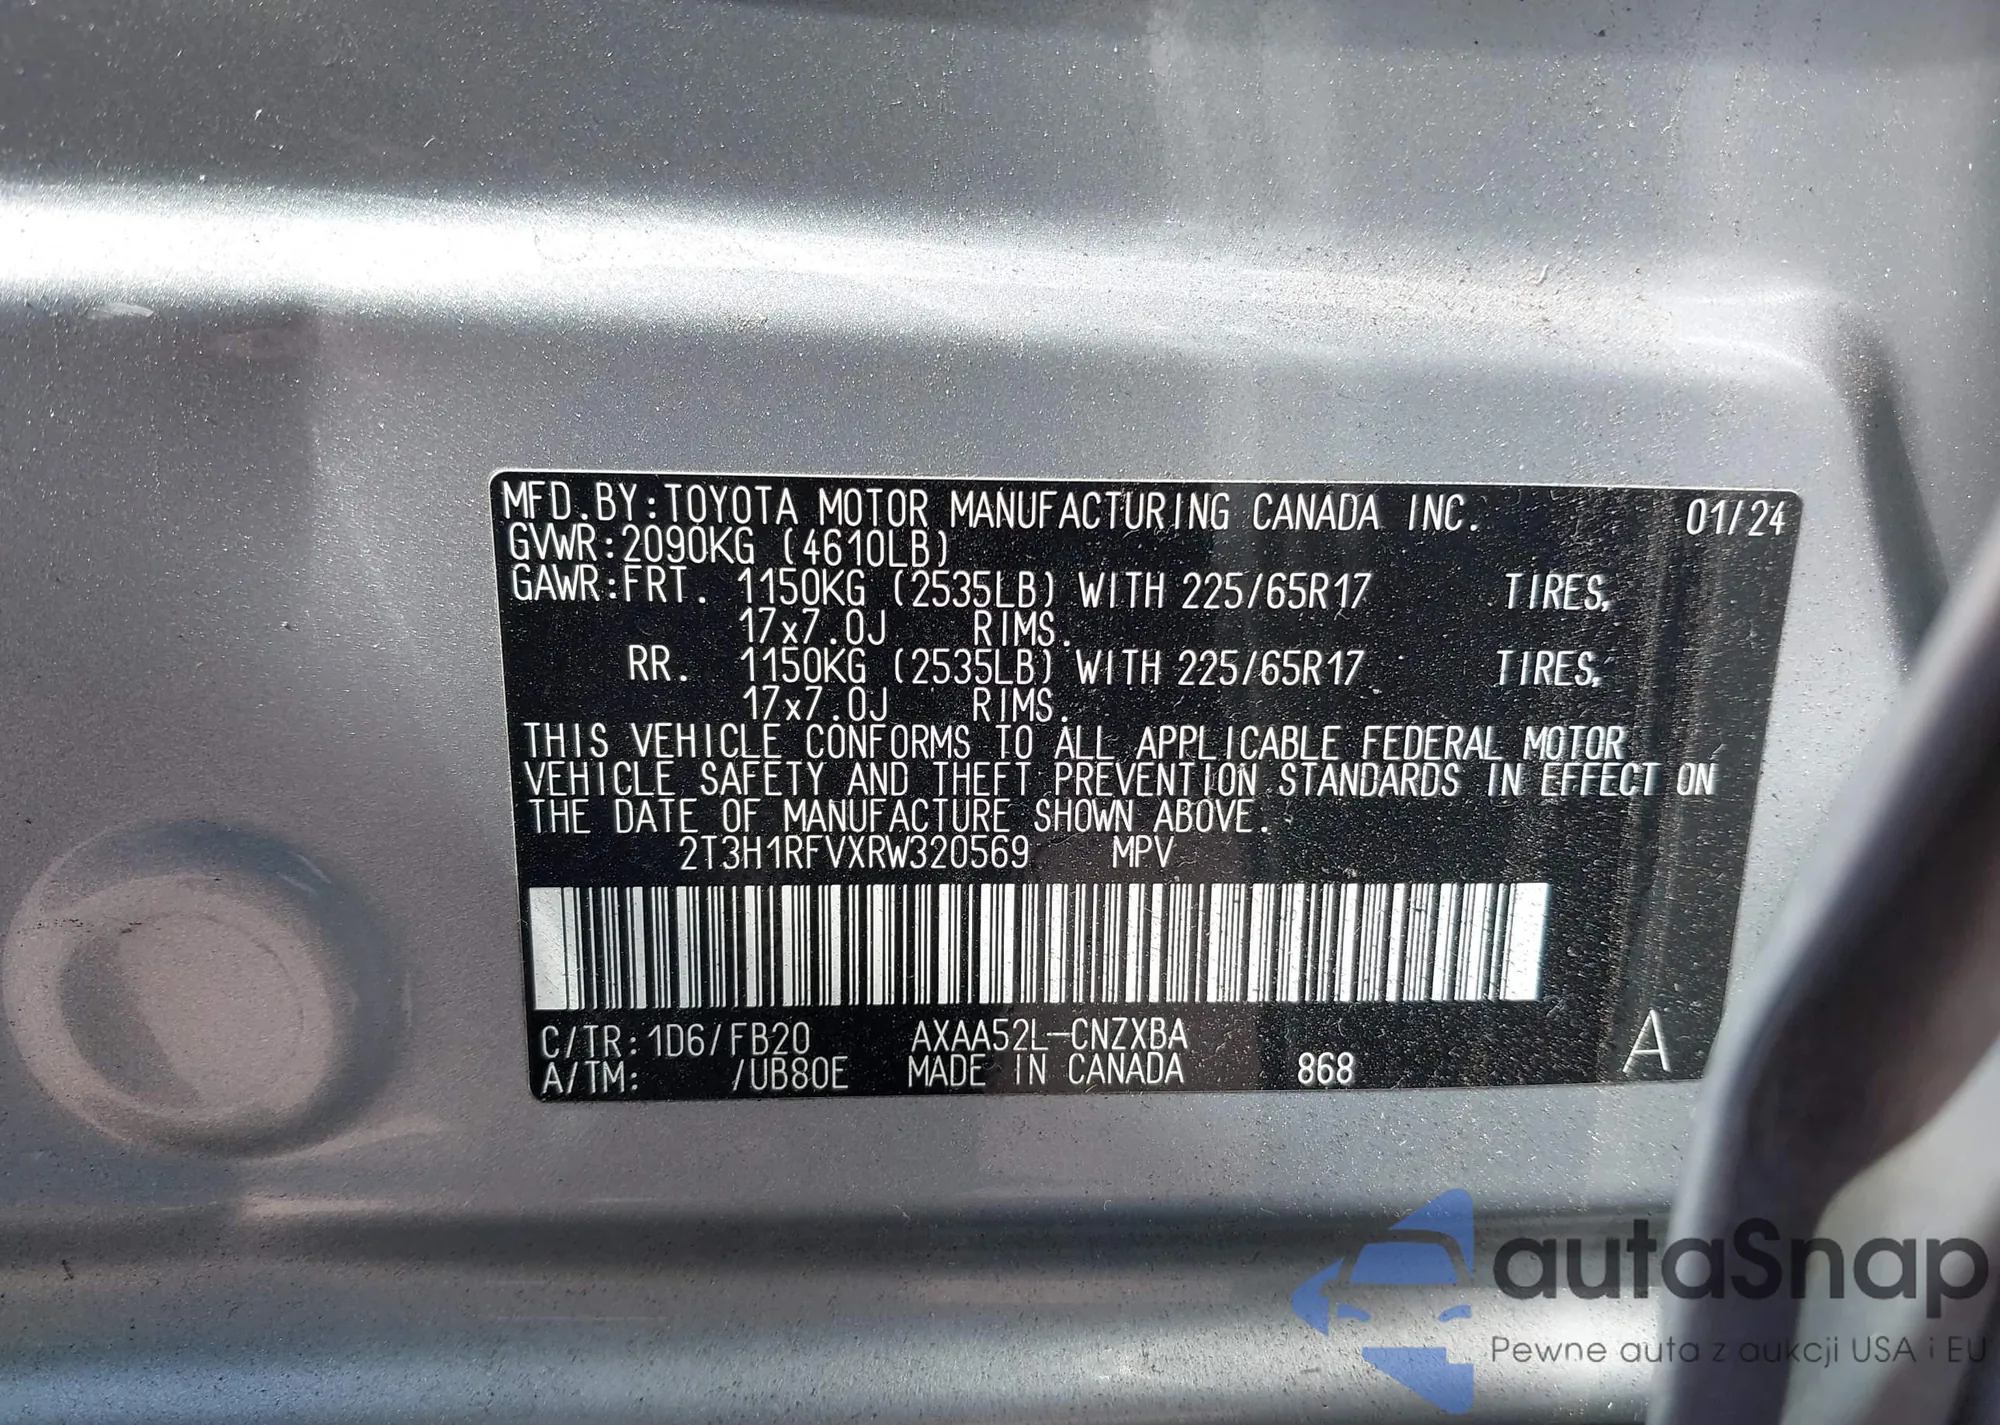 MFD.BY:TOYOTA MOTOR MANUFACTURING CANADA INC. 01/24
GVWR:2090KG (4610LB)
GAWR:FRT. 1150KG (2535LB) WITH 225/65R17 TIRES,
17x7.0J RIMS.
RR. 1150KG (2535LB) WITH 225/65R17 TIRES,
17x7.0J RIMS.
THIS VEHICLE CONFORMS TO ALL APPLICABLE FEDERAL MOTOR
VEHICLE SAFETY AND THEFT PREVENTION STANDARDS IN EFFECT ON
THE DATE OF MANUFACTURE SHOWN ABOVE.
2T3H1RFVXRW320569 MPV
C/TR:1D6/FB20 AXAA52L-CNZXBA
A/TM: /UB80E MADE IN CANADA 868 A
autaSnap
Pewne auta z aukcji USA i EU